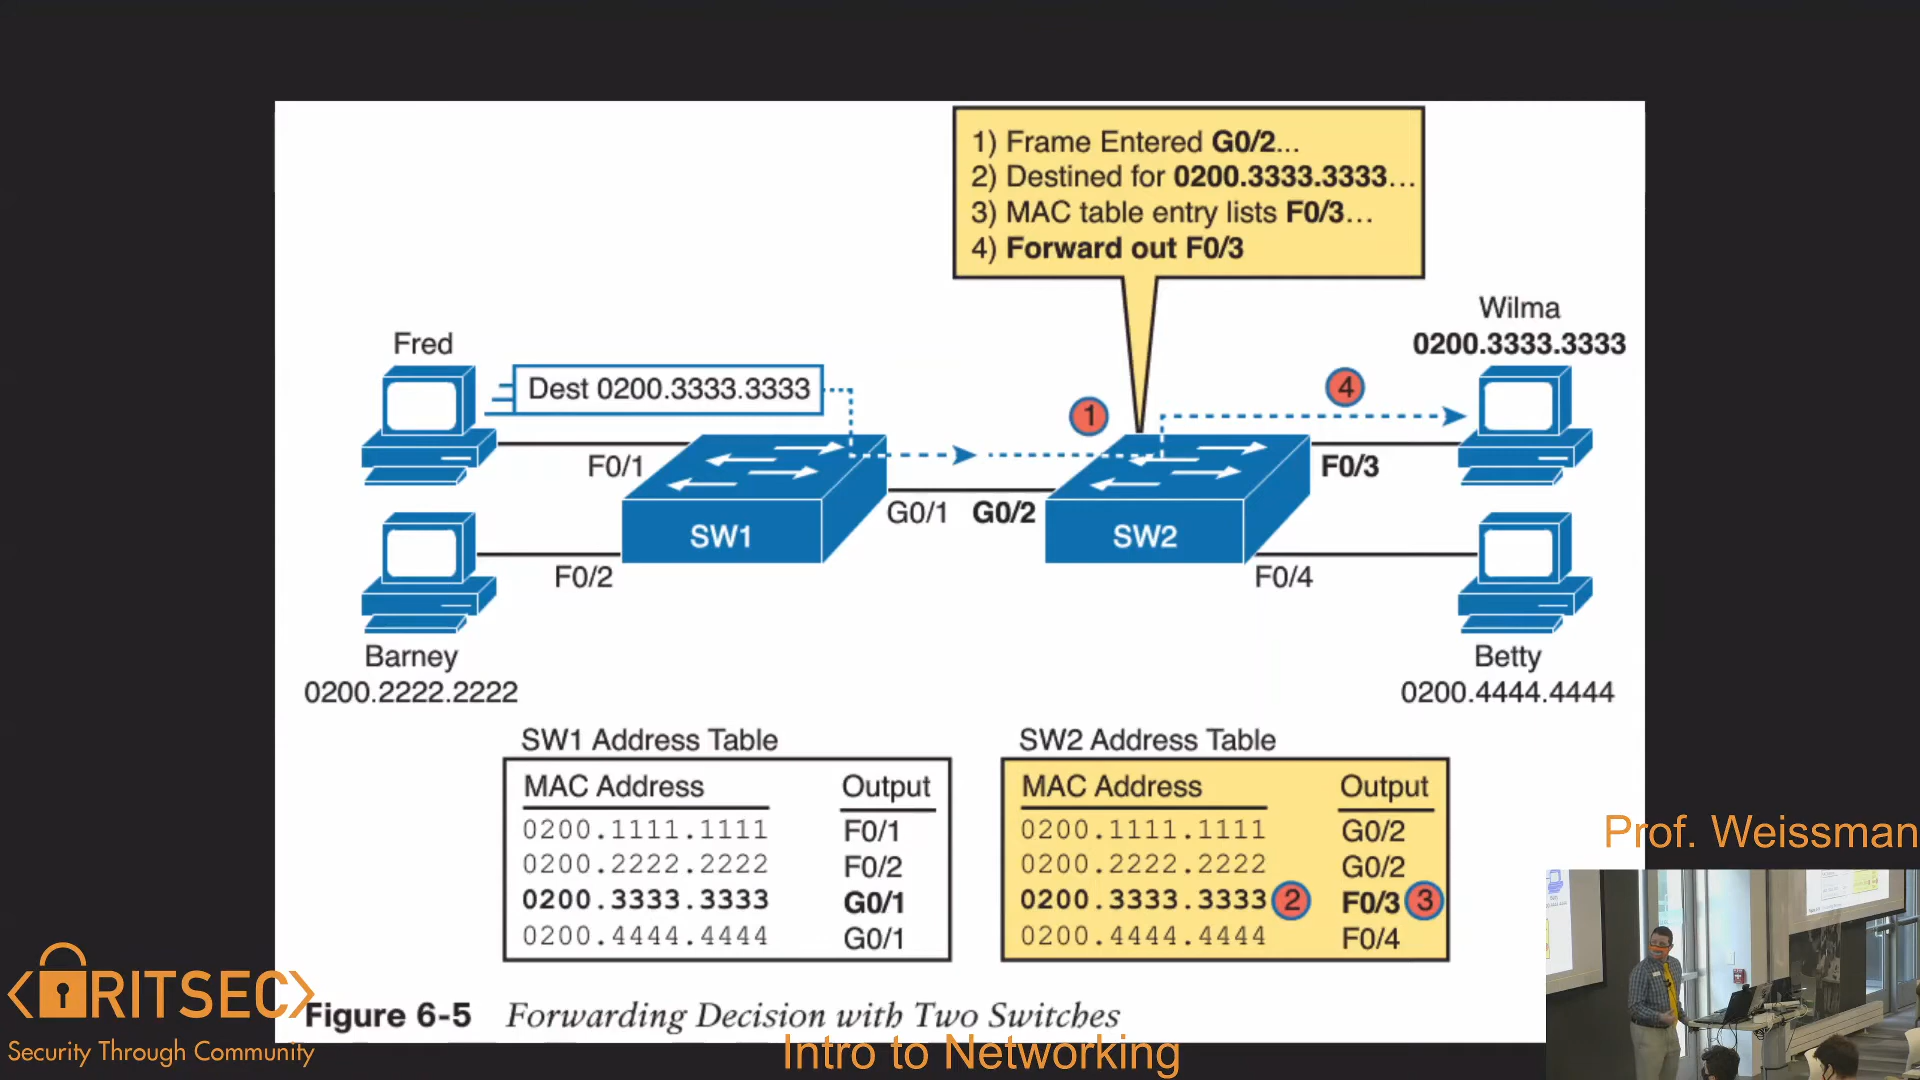 1) Frame Entered G0/2...
2) Destined for 0200.3333.3333...
3) MAC table entry lists F0/3...
4) Forward out F0/3
Wilma
0200.3333.3333
Fred
Dest 0200.3333.3333
1
4
F0/1
F0/3
G0/1
G0/2
SW1
SW2
F0/2
F0/4
Barney
0200.2222.2222
Betty
0200.4444.4444
SW1 Address Table
MAC Address Output
0200.1111.1111 F0/1
0200.2222.2222 F0/2
0200.3333.3333 G0/1
0200.4444.4444 G0/1
SW2 Address Table
MAC Address Output
0200.1111.1111 G0/2
0200.2222.2222 G0/2
0200.3333.3333 2 F0/3 3
0200.4444.4444 F0/4
Prof. Weissman
RITSEC
Security Through Community
Figure 6-5 Forwarding Decision with Two Switches
Intro to Networking